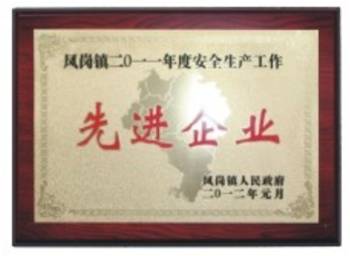 凤岗镇二〇一一年度安全生产工作
先进企业
凤岗镇人民政府
二〇一二年元月